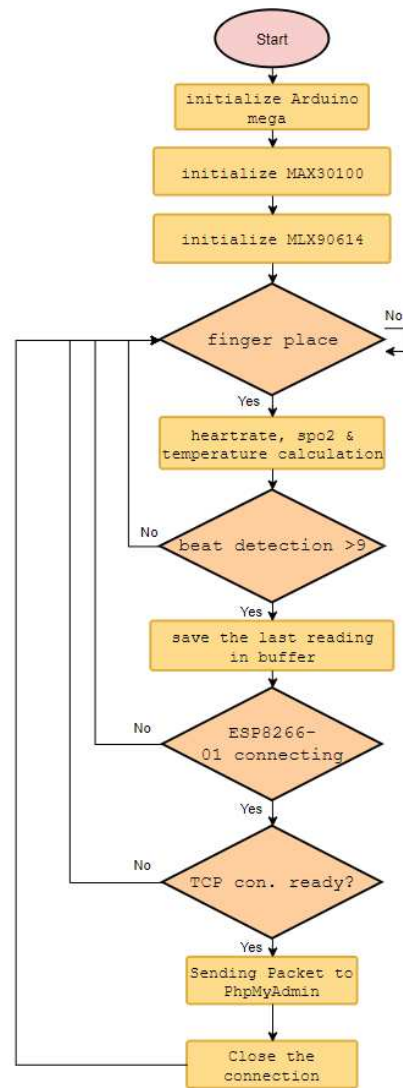 Start
initialize Arduino
mega
initialize MAX30100
initialize MLX90614
finger place
No
Yes
heartrate, spo2 &
temperature calculation
No
beat detection >9
Yes
save the last reading
in buffer
No
ESP8266-
01 connecting
Yes
No
TCP con. ready?
Yes
Sending Packet to
PhpMyAdmin
Close the
connection